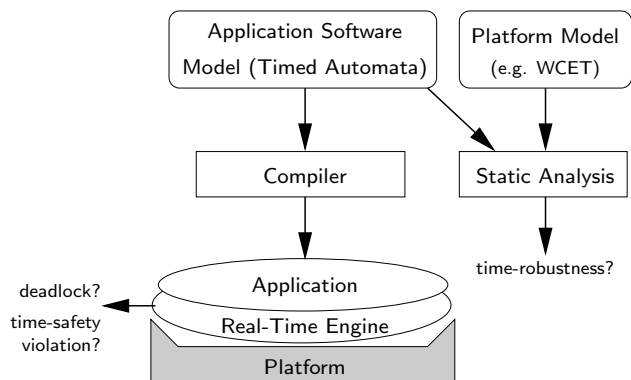 Application Software
Model (Timed Automata)
Platform Model
(e.g. WCET)
Compiler
Static Analysis
time-robustness?
Application
deadlock?
time-safety
violation?
Real-Time Engine
Platform